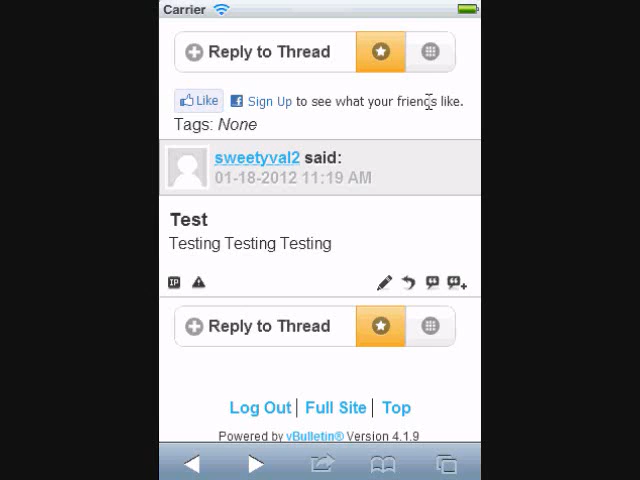 Carrier
Reply to Thread
Like
Sign Up to see what your friends like.
Tags: None
sweetyval2 said:
01-18-2012 11:19 AM
Test
Testing Testing Testing
IP
Reply to Thread
Log Out | Full Site | Top
Powered by vBulletin® Version 4.1.9